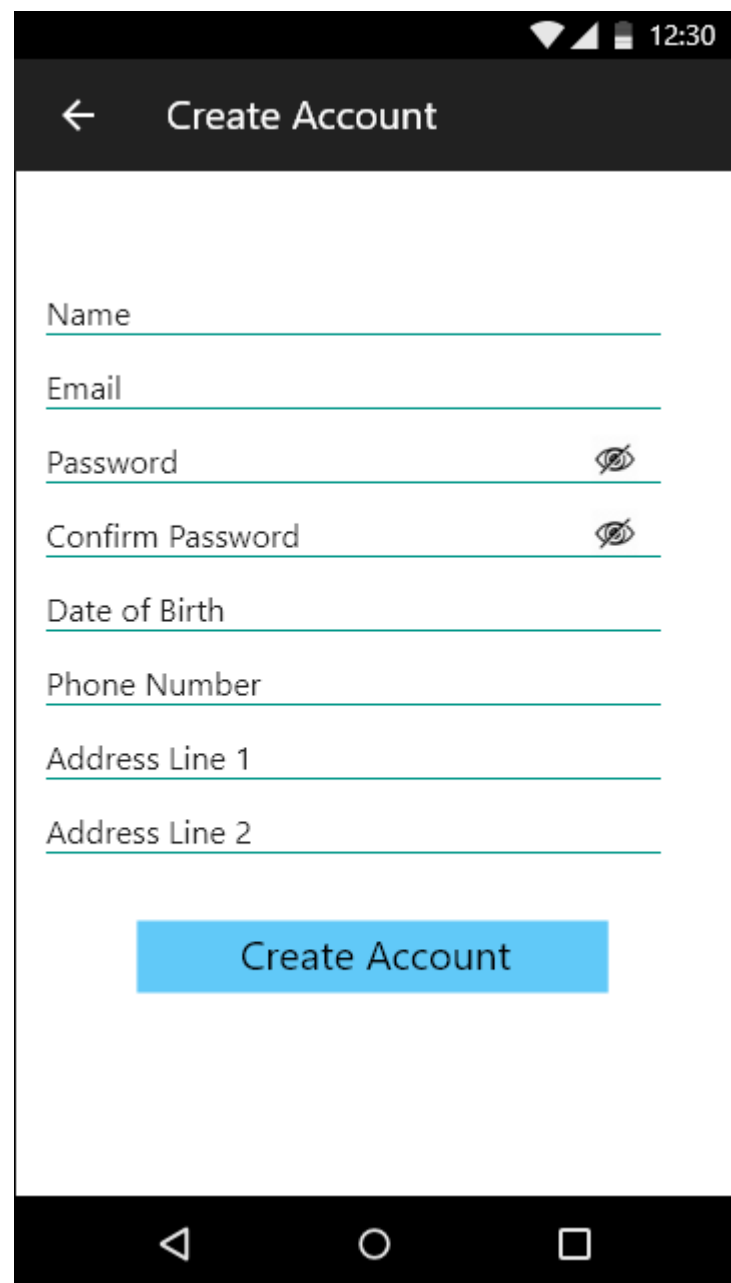 12:30
Create Account
Name
Email
Password
Confirm Password
Date of Birth
Phone Number
Address Line 1
Address Line 2
Create Account